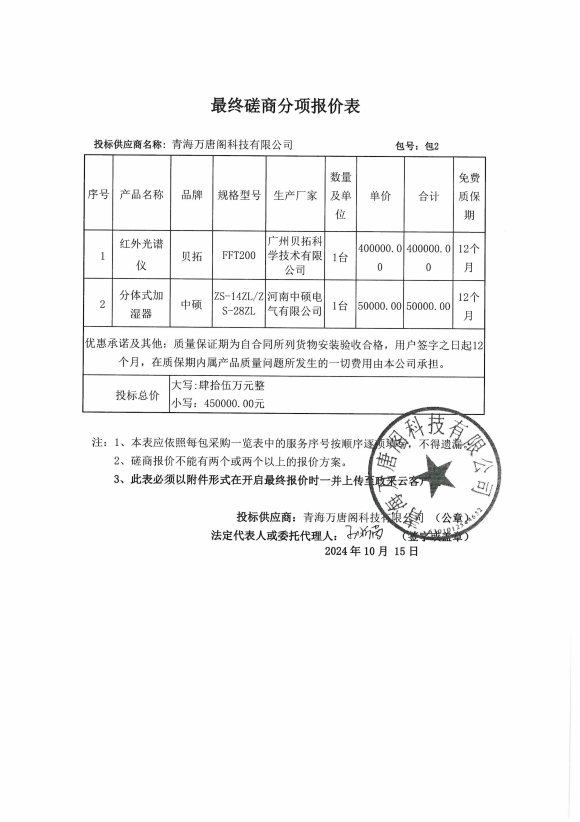 最终磋商分项报价表
投标供应商名称: 青海万唐阁科技有限公司 包号: 包2
序号 产品名称 品牌 规格型号 生产厂家 数量及单位 单价 合计 免费质保期
1 红外光谱仪 贝拓 FFT200 广州贝拓科学技术有限公司 1台 400000.00 400000.00 12个月
2 分体式加湿器 中硕 ZS-14ZL/ZS-28ZL 河南中硕电气有限公司 1台 50000.00 50000.00 12个月
优惠承诺及其他: 质量保证期为自合同所列货物安装验收合格，用户签字之日起12
个月，在质保期内属产品质量问题所发生的一切费用由本公司承担。
投标总价 大写:肆拾伍万元整
小写: 450000.00元
注: 1、本表应依照每包采购一览表中的服务序号按顺序逐项填写，不得遗漏。
2、磋商报价不能有两个或两个以上的报价方案。
3、此表必须以附件形式在开启最终报价时一并上传至政采云客户
青海万唐阁科技有限公司
投标供应商: 青海万唐阁科技有限公司 （公章）
法定代表人或委托代理人: （签字或盖章）
2024 年 10 月 15 日